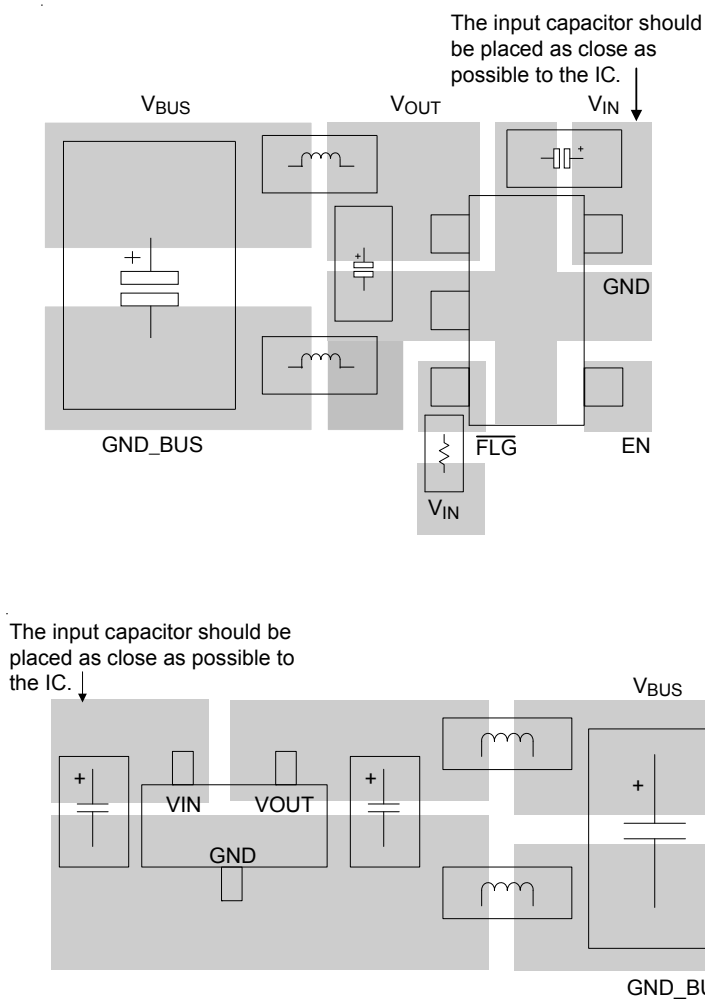 The input capacitor should
be placed as close as
possible to the IC.
VBUS
VOUT
VIN
GND
GND_BUS
FLG
EN
VIN
The input capacitor should be
placed as close as possible to
the IC.
VBUS
VIN
VOUT
GND
GND_BU